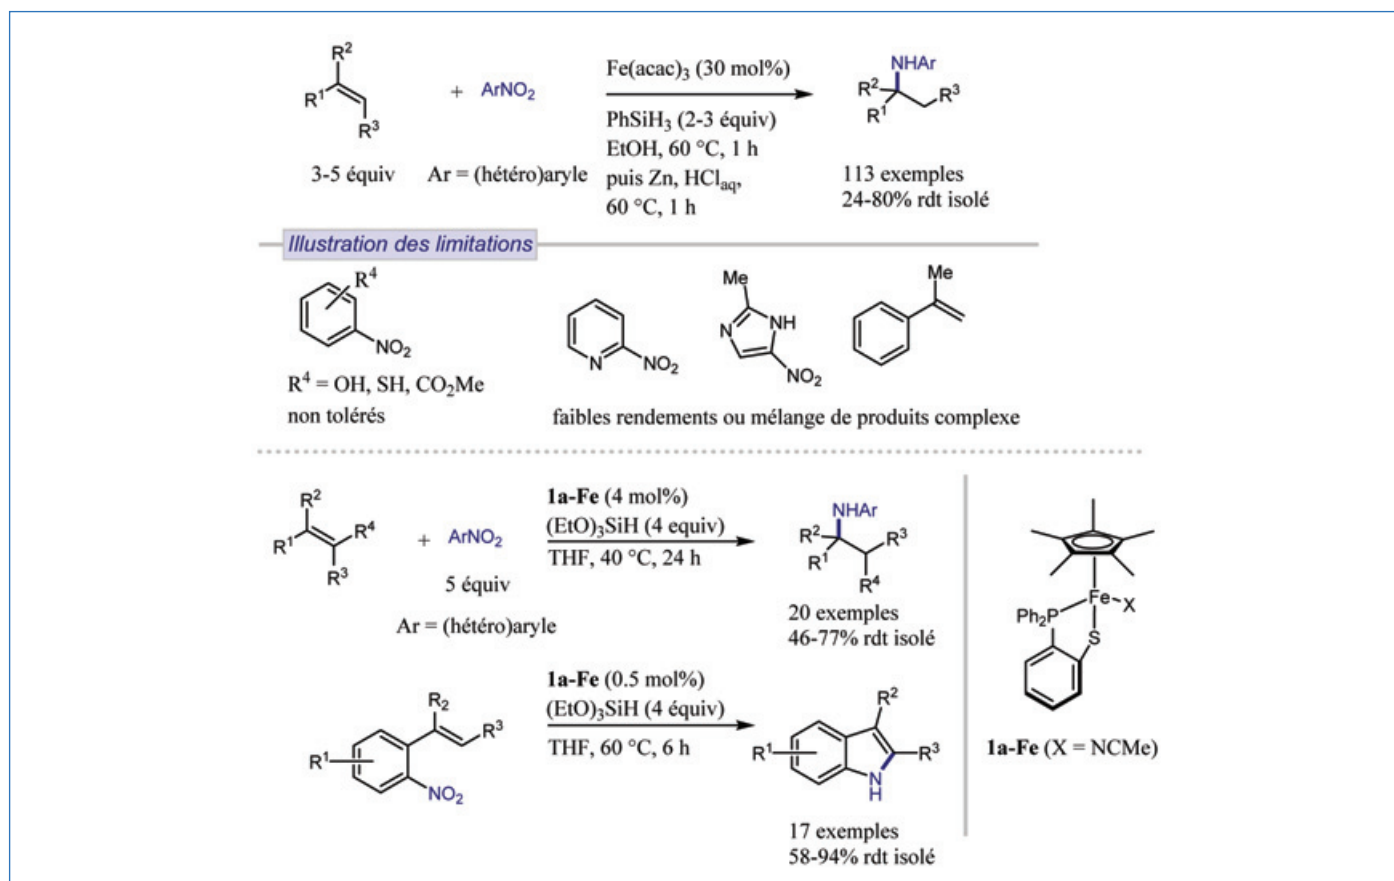 R² R¹ R³ + ArNO₂ Fe(acac)₃ (30 mol%) NHAr R² R¹ R³
PhSiH₃ (2-3 équiv)
EtOH, 60 °C, 1 h
3-5 équiv Ar = (hétéro)aryle puis Zn, HClaq, 113 exemples
60 °C, 1 h 24-80% rdt isolé
Illustration des limitations
R⁴ NO₂ N NO₂ Me N NH NO₂ Me
R⁴ = OH, SH, CO₂Me
non tolérés faibles rendements ou mélange de produits complexe
R² R¹ R⁴ R³ + ArNO₂ 1a-Fe (4 mol%) NHAr R² R¹ R³ R⁴
(EtO)₃SiH (4 equiv)
THF, 40 °C, 24 h
5 équiv
Ar = (hétéro)aryle
20 exemples
46-77% rdt isolé
R₂ R³ R¹ NO₂ 1a-Fe (0.5 mol%) R² R³ R¹ N H
(EtO)₃SiH (4 équiv)
THF, 60 °C, 6 h
17 exemples
58-94% rdt isolé
Fe X
Ph₂P S
1a-Fe (X = NCMe)